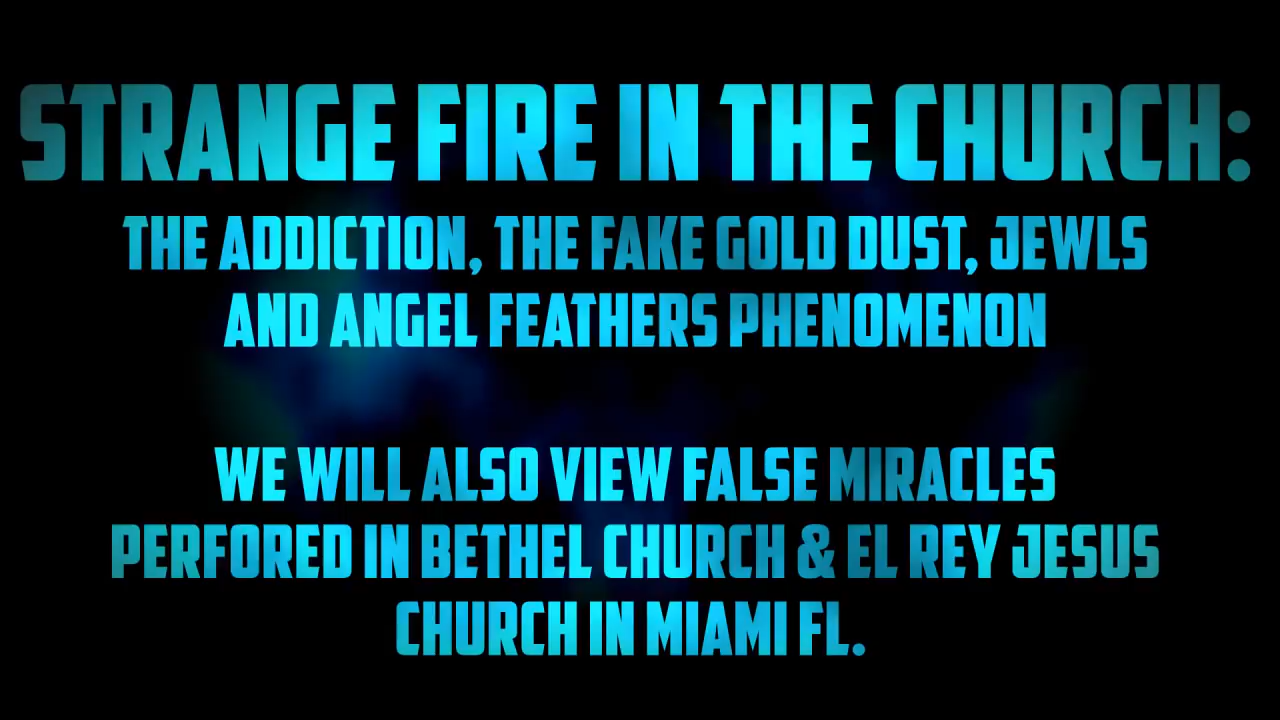 STRANGE FIRE IN THE CHURCH:
THE ADDICTION, THE FAKE GOLD DUST, JEWLS
AND ANGEL FEATHERS PHENOMENON
WE WILL ALSO VIEW FALSE MIRACLES
PERFORED IN BETHEL CHURCH & EL REY JESUS
CHURCH IN MIAMI FL.